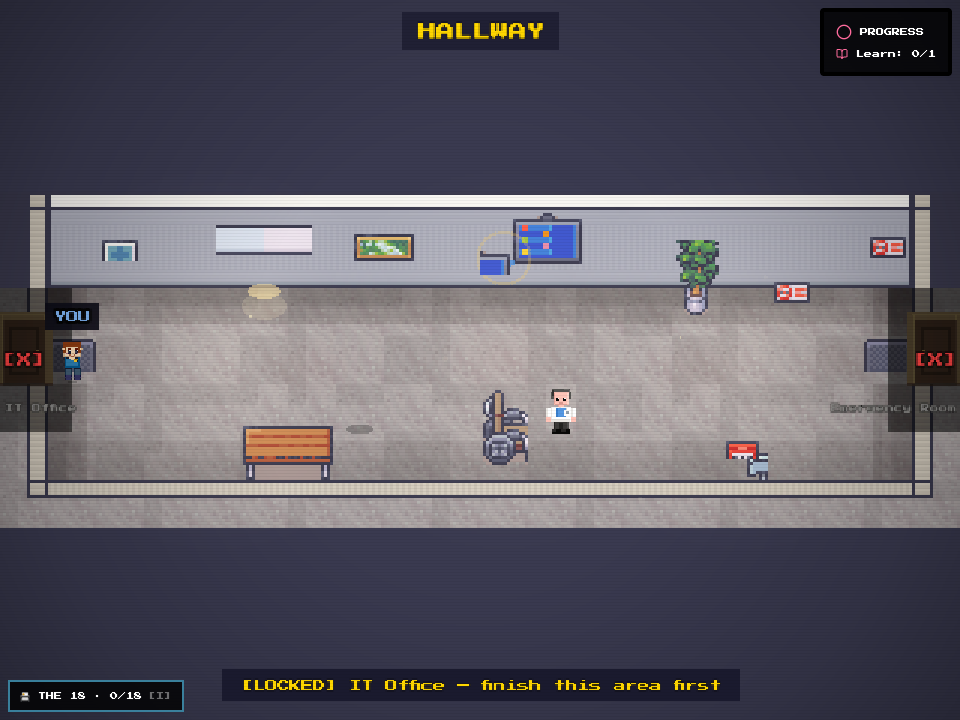 HALLWAY
PROGRESS
Learn: 0/1
YOU
[X]
[X]
IT Office
Emergency Room
[LOCKED] IT Office — finish this area first
THE 18 · 0/18 [I]